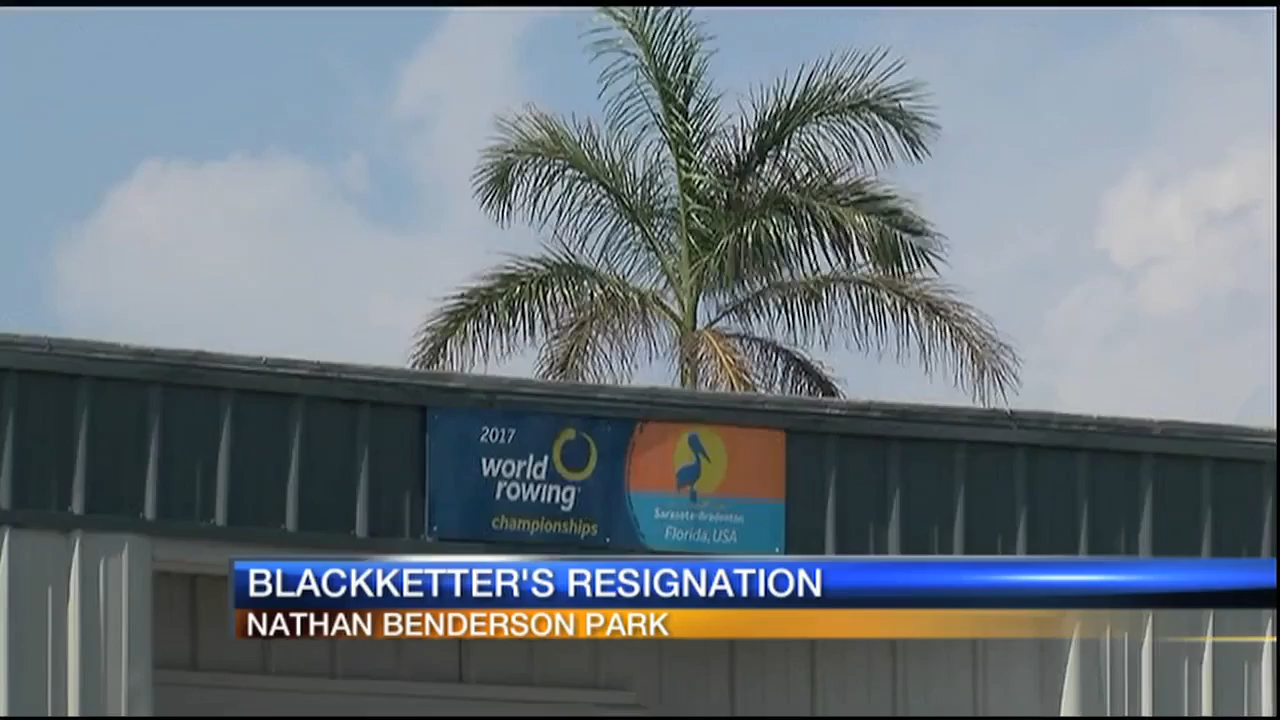 2017
world
rowing
championships
Sarasota-Bradenton
Florida, USA
BLACKKETTER'S RESIGNATION
NATHAN BENDERSON PARK